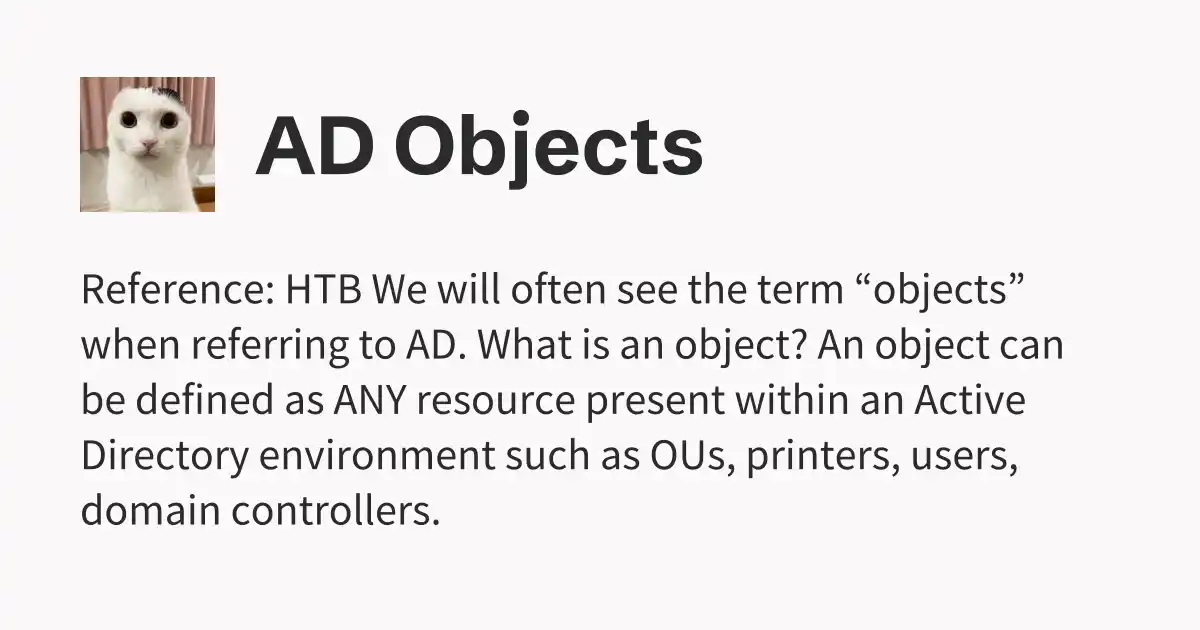 AD Objects
Reference: HTB We will often see the term “objects”
when referring to AD. What is an object? An object can
be defined as ANY resource present within an Active
Directory environment such as OUs, printers, users,
domain controllers.